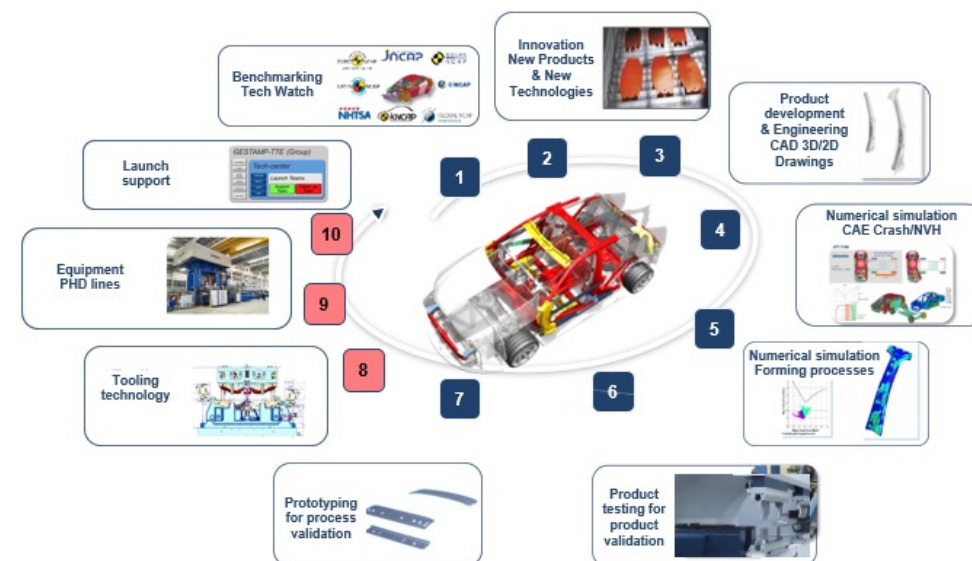 Benchmarking
Tech Watch
JNCAP
C-NCAP
NHTSA
KNCAP
GLOBAL NCAP
Innovation
New Products
& New
Technologies
Product
development
& Engineering
CAD 3D/2D
Drawings
Launch
support
GESTAMP-TTE (Group)
Tech-center
Launch Teams
1
2
3
4
5
6
7
8
9
10
Numerical simulation
CAE Crash/NVH
Equipment
PHD lines
Numerical simulation
Forming processes
Tooling
technology
Prototyping
for process
validation
Product
testing for
product
validation